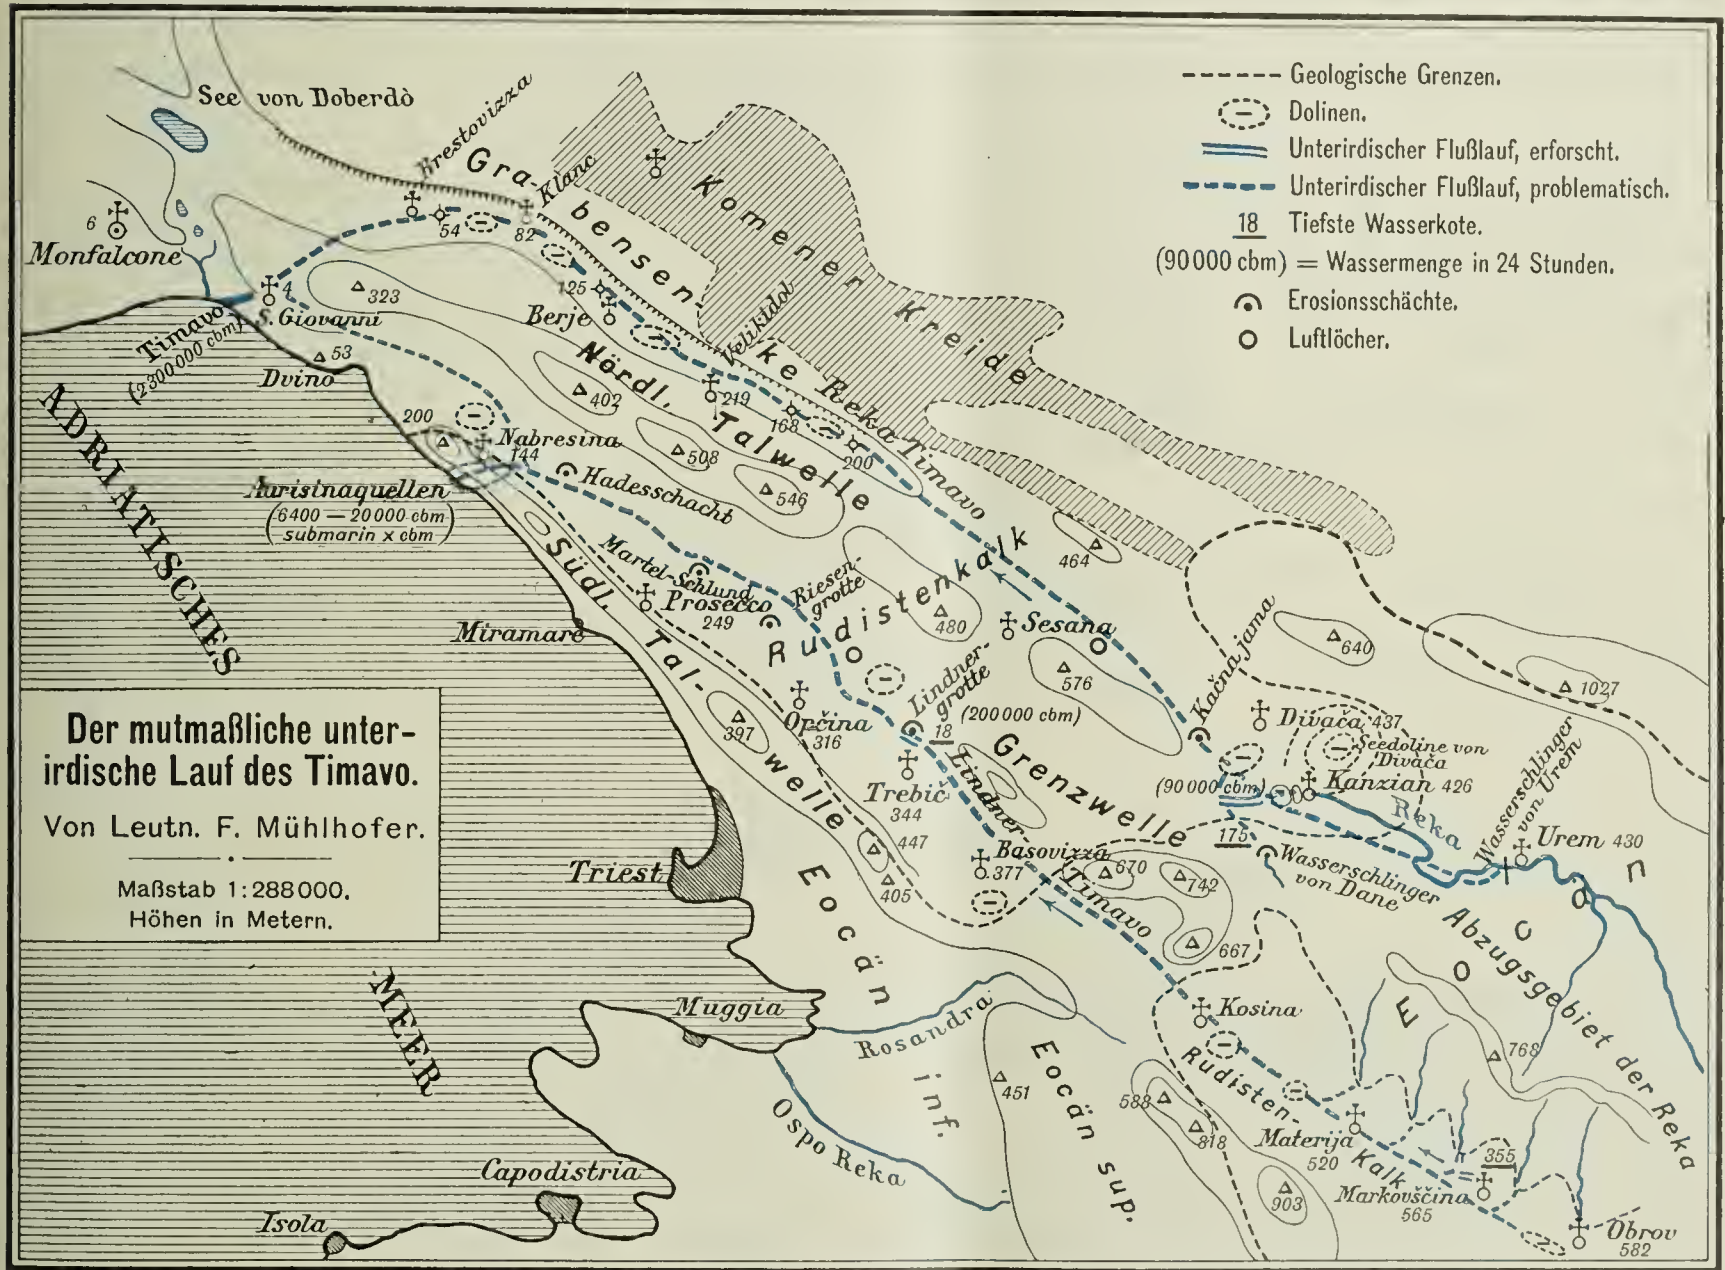 Geologische Grenzen.
Dolinen.
Unterirdischer Flußlauf, erforscht.
Unterirdischer Flußlauf, problematisch.
18 Tiefste Wasserkote.
(90000 cbm) = Wassermenge in 24 Stunden.
Erosionsschächte.
Luftlöcher.
See von Doberdò
Brestovizza
Grabensenke Reka Timavo
Klanc
Komener Kreide
6
Monfalcone
54
82
4
S. Giovanni
323
125
Berje
Veliktdol
Timavo
(2300000 cbm)
53
Dvino
Nördl. Talwelle
402
219
168
200
200
Nabresina
144
508
546
Hadesschacht
Aurisinaquellen
(6400 — 20000 cbm
submarin x cbm)
ADRIATISCHES
MEER
Südl. Tal-welle
Martel-Schlund
Prosecco
249
Riesen-
grotte
Rudistenkalk
464
480
Sesana
Miramare
576
640
1027
Kačna jama
Lindner-
grotte
(200000 cbm)
18
Opčina
316
397
Divača 437
Seedoline von
Divača
Grenzwelle
(90000 cbm)
Kanzian 426
Reka
Wasserschlinger
von Urem
Urem 430
Trebič
344
Lindner-Timavo
175
Wasserschlinger
von Dane
447
405
Basovizza
377
670
742
667
Triest
Eocän inf.
Eocän
Abzugsgebiet der Reka
Muggia
Rosandra
Kosina
768
Ospo Reka
451
Eocän sup.
588
818
903
Rudisten-Kalk
Materija
520
355
Markovščina
565
Obrov
582
Capodistria
Isola
Der mutmaßliche unter-
irdische Lauf des Timavo.
Von Leutn. F. Mühlhofer.
Maßstab 1:288000.
Höhen in Metern.